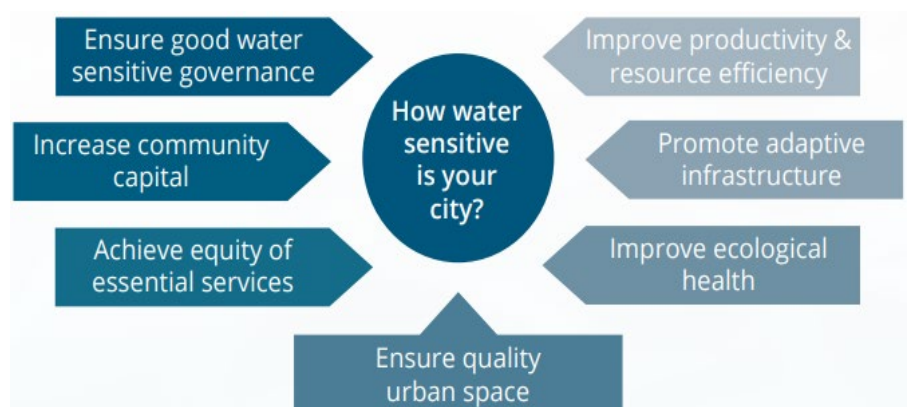 Ensure good water
sensitive governance
Increase community
capital
Achieve equity of
essential services
How water
sensitive
is your
city?
Improve productivity &
resource efficiency
Promote adaptive
infrastructure
Improve ecological
health
Ensure quality
urban space